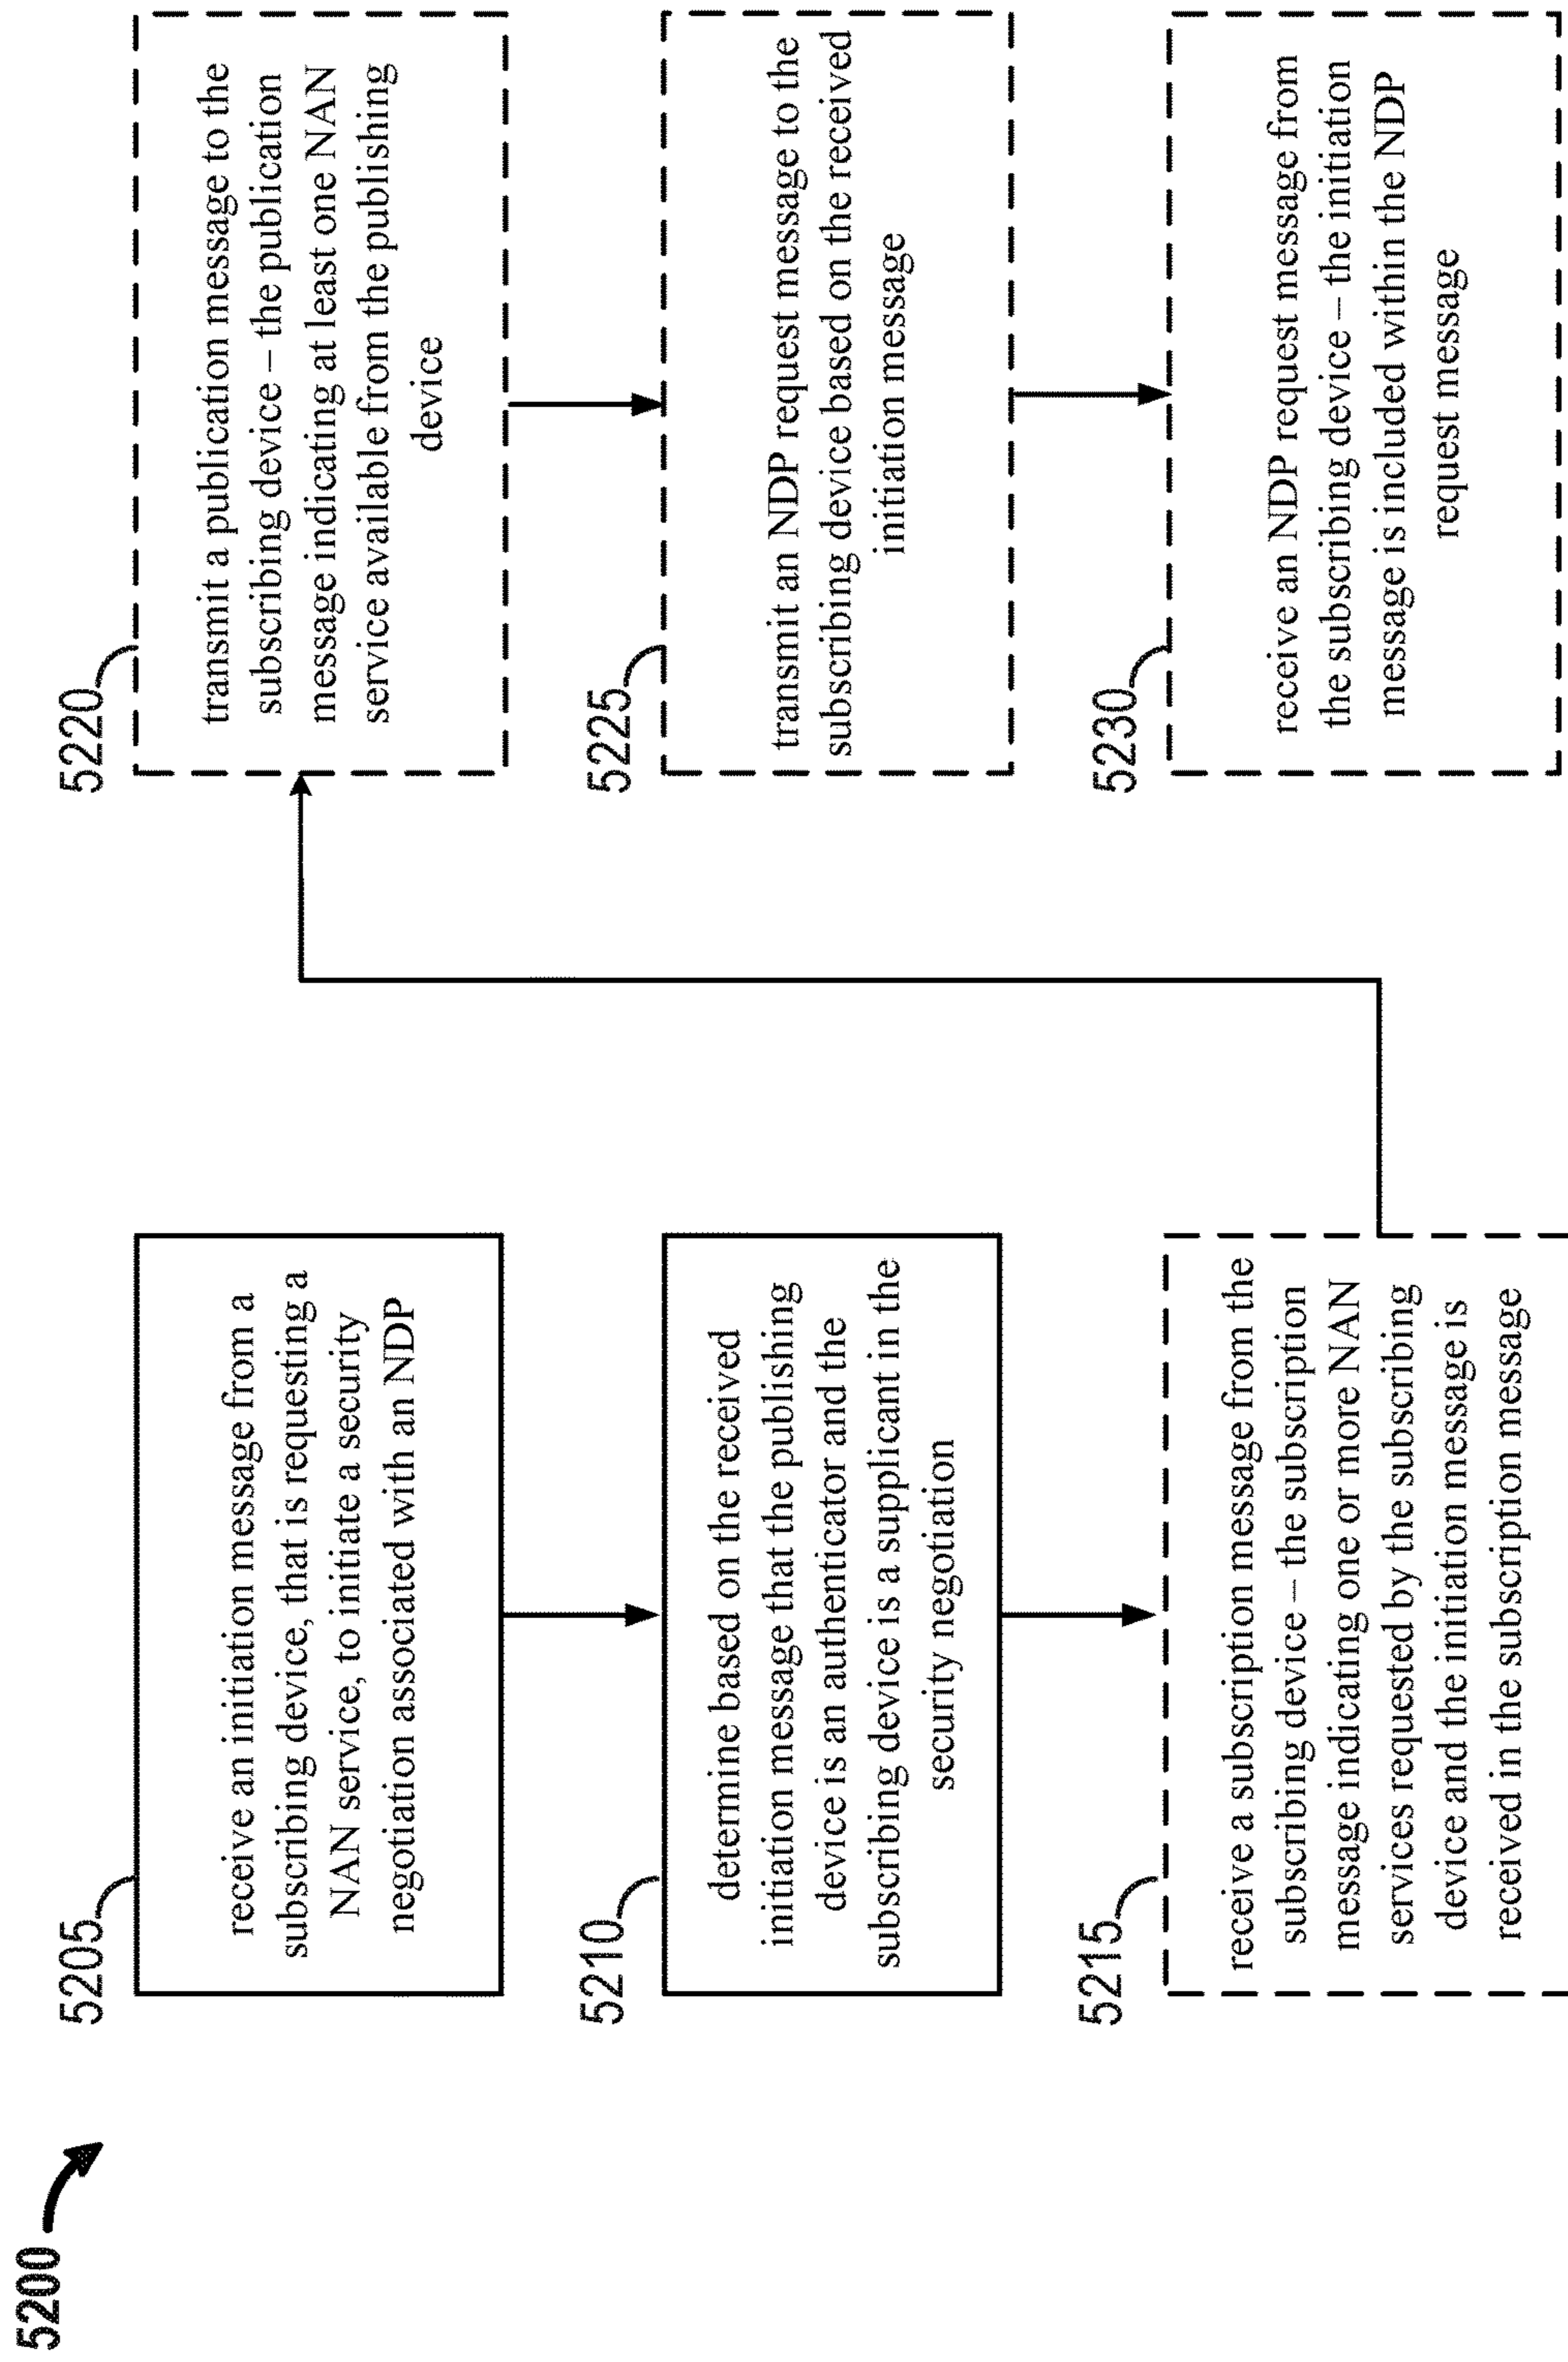 5200
5205
receive an initiation message from a
subscribing device, that is requesting a
NAN service, to initiate a security
negotiation associated with an NDP
5210
determine based on the received
initiation message that the publishing
device is an authenticator and the
subscribing device is a supplicant in the
security negotiation
5215
receive a subscription message from the
subscribing device – the subscription
message indicating one or more NAN
services requested by the subscribing
device and the initiation message is
received in the subscription message
5220
transmit a publication message to the
subscribing device – the publication
message indicating at least one NAN
service available from the publishing
device
5225
transmit an NDP request message to the
subscribing device based on the received
initiation message
5230
receive an NDP request message from
the subscribing device – the initiation
message is included within the NDP
request message